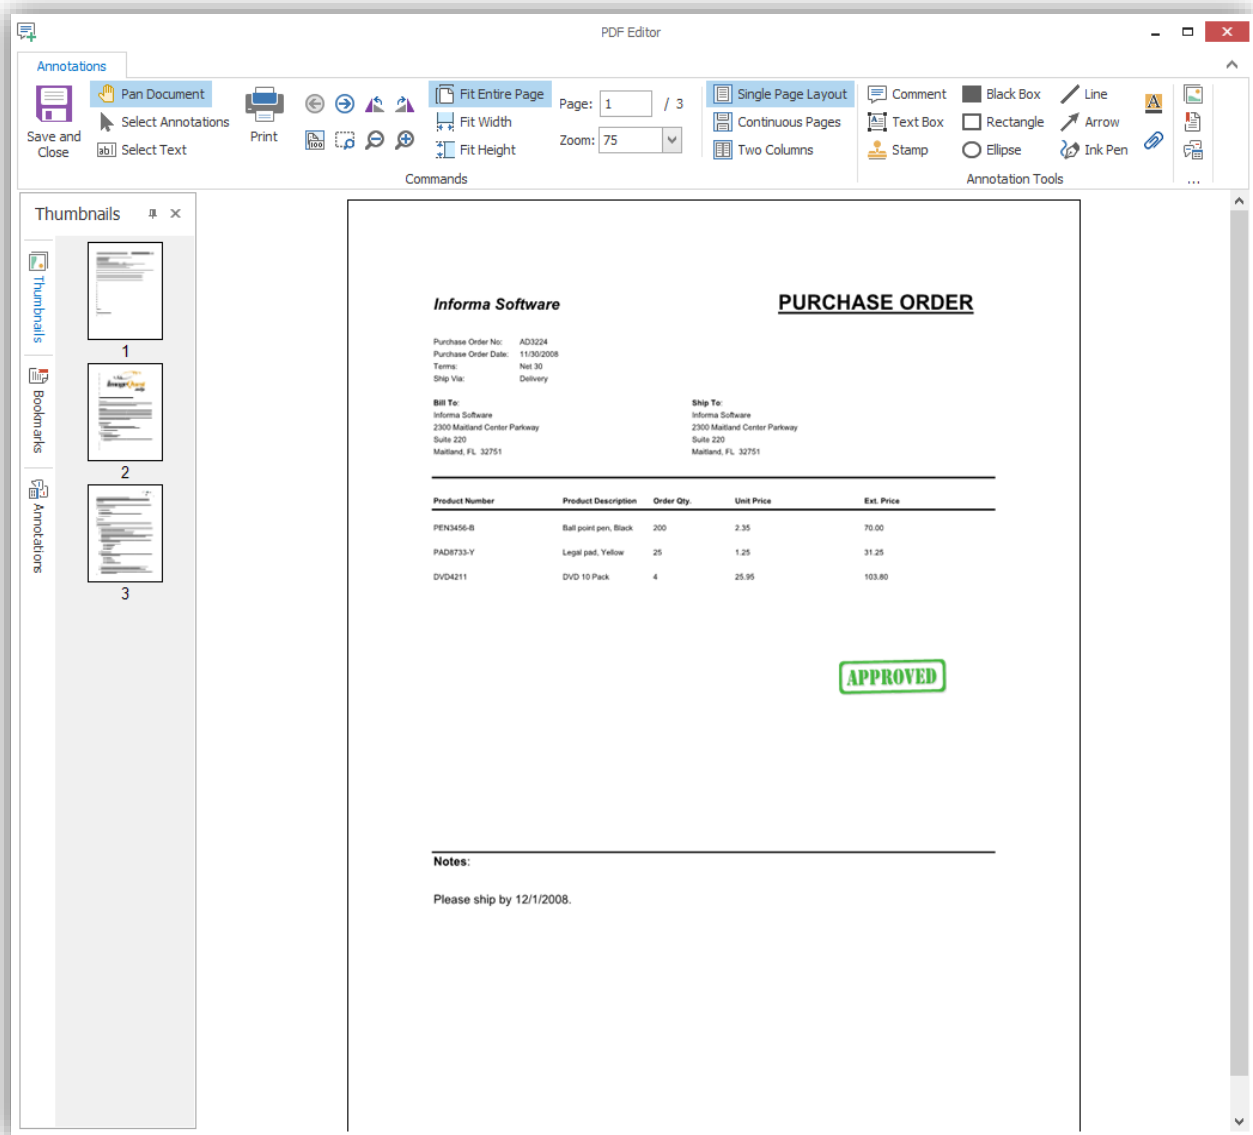 PDF Editor
Annotations
Save and Close
Pan Document
Select Annotations
ab| Select Text
Print
Fit Entire Page
Fit Width
Fit Height
Page: 1 / 3
Zoom: 75
Commands
Single Page Layout
Continuous Pages
Two Columns
Comment
Text Box
Stamp
Black Box
Rectangle
Ellipse
Line
Arrow
Ink Pen
A
Annotation Tools
...
Thumbnails
Thumbnails
Bookmarks
Annotations
1
2
3
Informa Software
PURCHASE ORDER
Purchase Order No: AD3224
Purchase Order Date: 11/30/2008
Terms: Net 30
Ship Via: Delivery
Bill To:
Informa Software
2300 Maitland Center Parkway
Suite 220
Maitland, FL 32751
Ship To:
Informa Software
2300 Maitland Center Parkway
Suite 220
Maitland, FL 32751
Product Number Product Description Order Qty. Unit Price Ext. Price
PEN3456-B Ball point pen, Black 200 2.35 70.00
PAD8733-Y Legal pad, Yellow 25 1.25 31.25
DVD4211 DVD 10 Pack 4 25.95 103.80
APPROVED
Notes:
Please ship by 12/1/2008.